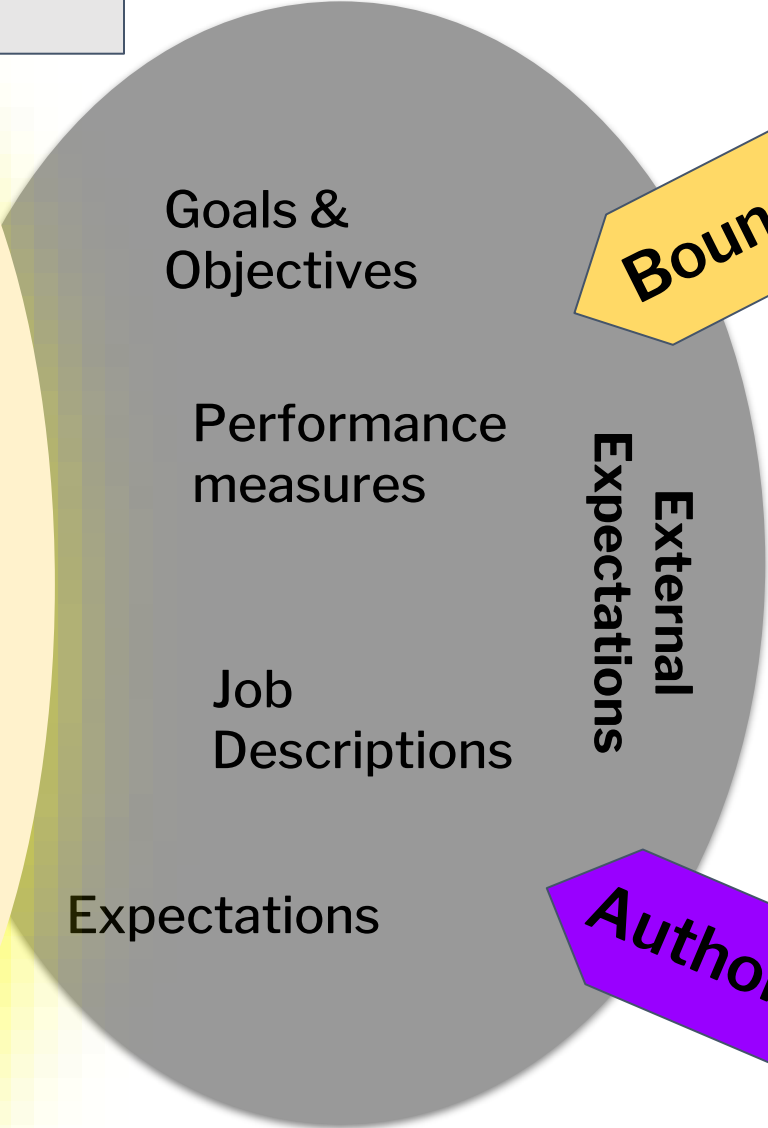 Goals &
Objectives
Performance
measures
External
Expectations
Job
Descriptions
Expectations